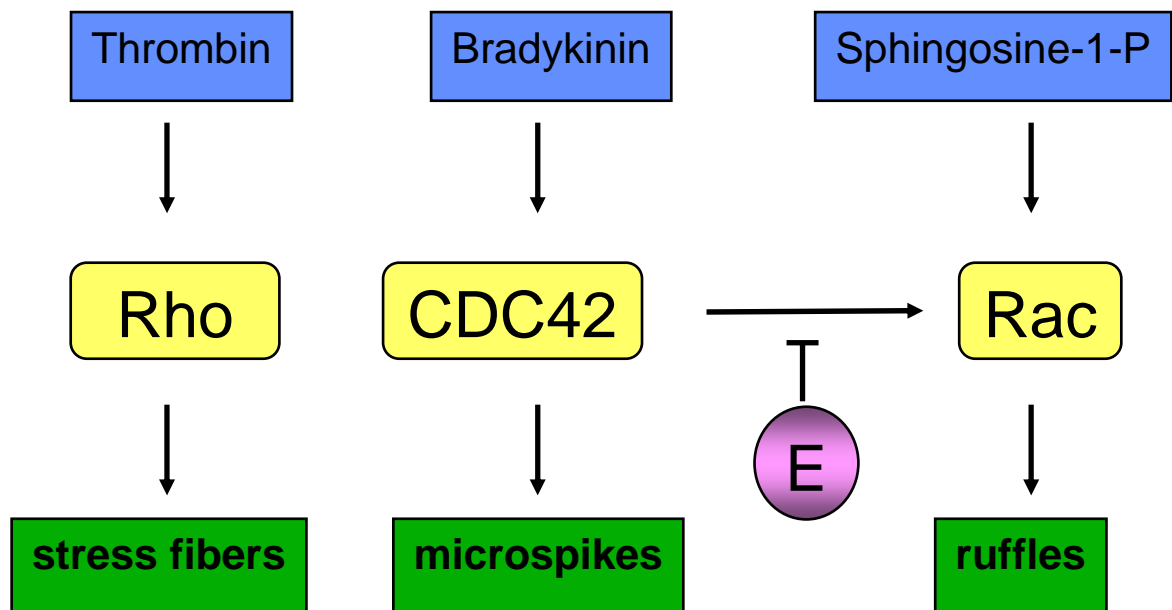 Thrombin
Bradykinin
Sphingosine-1-P
Rho
CDC42
Rac
E
stress fibers
microspikes
ruffles